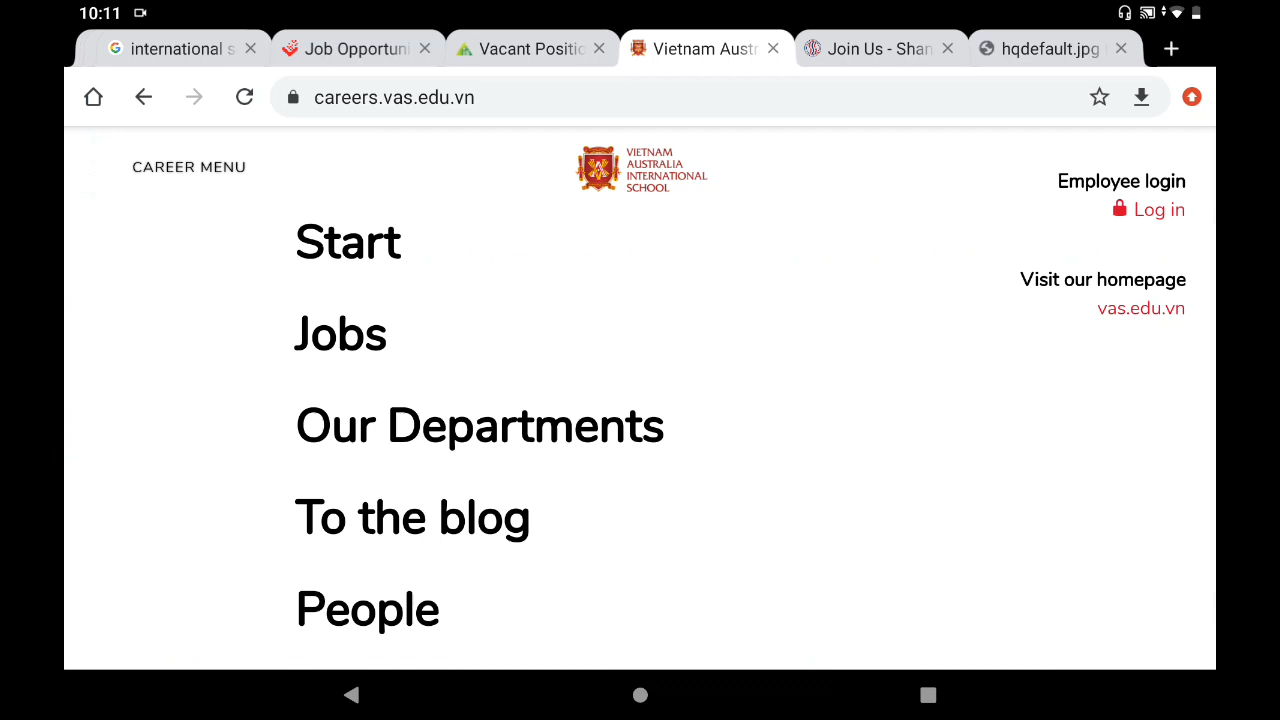 10:11
international s
Job Opportuni
Vacant Positic
Vietnam Austr
Join Us - Shan
hqdefault.jpg
careers.vas.edu.vn
CAREER MENU
VIETNAM
AUSTRALIA
INTERNATIONAL
SCHOOL
Employee login
Log in
Visit our homepage
vas.edu.vn
Start
Jobs
Our Departments
To the blog
People